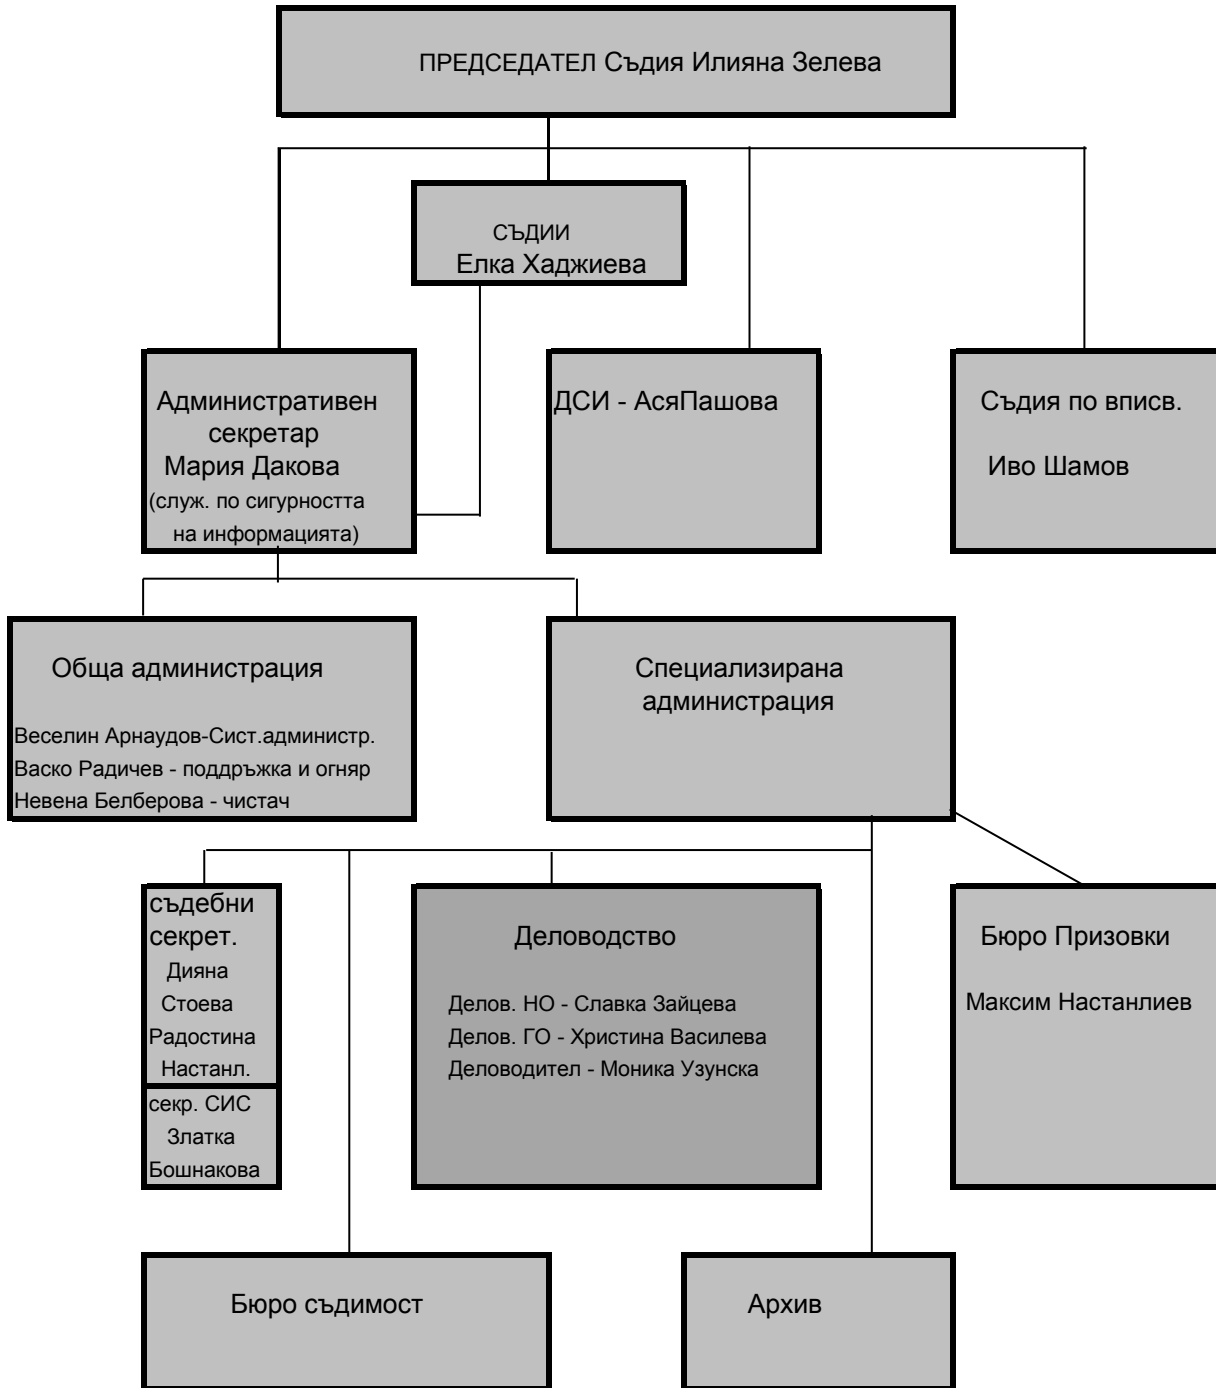 ПРЕДСЕДАТЕЛ Съдия Илияна Зелева
СЪДИИ
Елка Хаджиева
Административен
секретар
Мария Дакова
(служ. по сигурността
на информацията)
ДСИ - АсяПашова
Съдия по вписв.
Иво Шамов
Обща администрация
Веселин Арнаудов-Сист.администр.
Васко Радичев - поддръжка и огняр
Невена Белберова - чистач
Специализирана
администрация
съдебни
секрет.
Дияна
Стоева
Радостина
Настанл.
секр. СИС
Златка
Бошнакова
Деловодство
Делов. НО - Славка Зайцева
Делов. ГО - Христина Василева
Деловодител - Моника Узунска
Бюро Призовки
Максим Настанлиев
Бюро съдимост
Архив